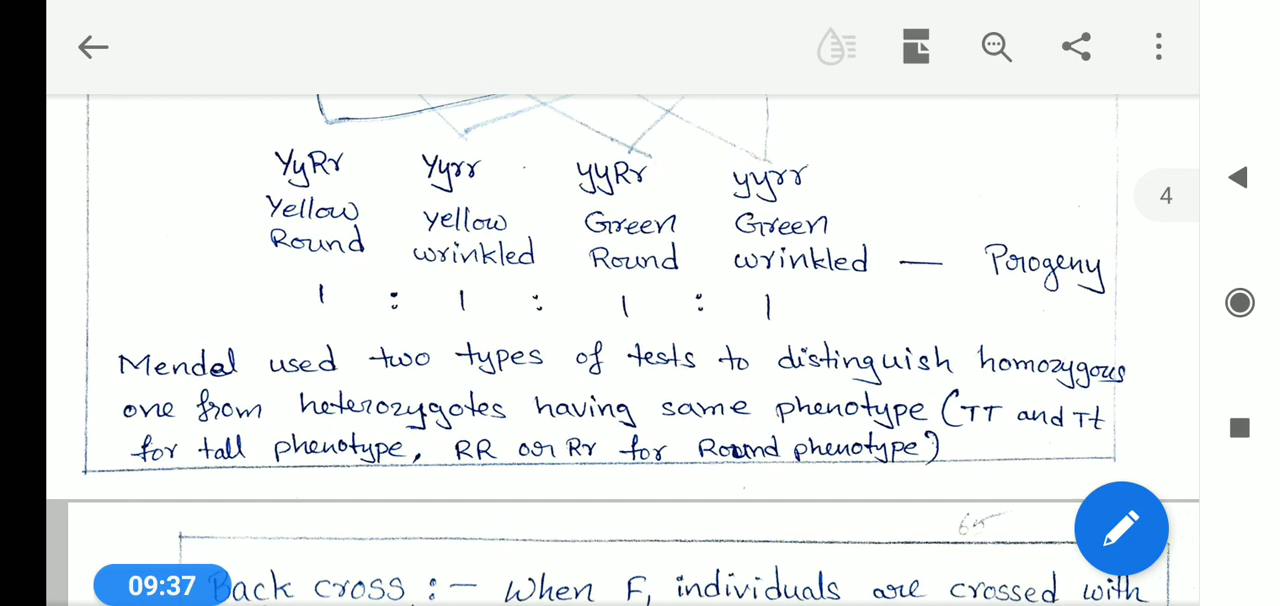 4
YyRr Yyrr yyRr yyrr
Yellow Yellow Green Green
Round wrinkled Round wrinkled — Progeny
1 : 1 : 1 : 1
Mendel used two types of tests to distinguish homozygous
one from heterozygotes having same phenotype (TT and Tt
for tall phenotype, RR or Rr for Round phenotype)
09:37
Back cross :- When F1 individuals are crossed with